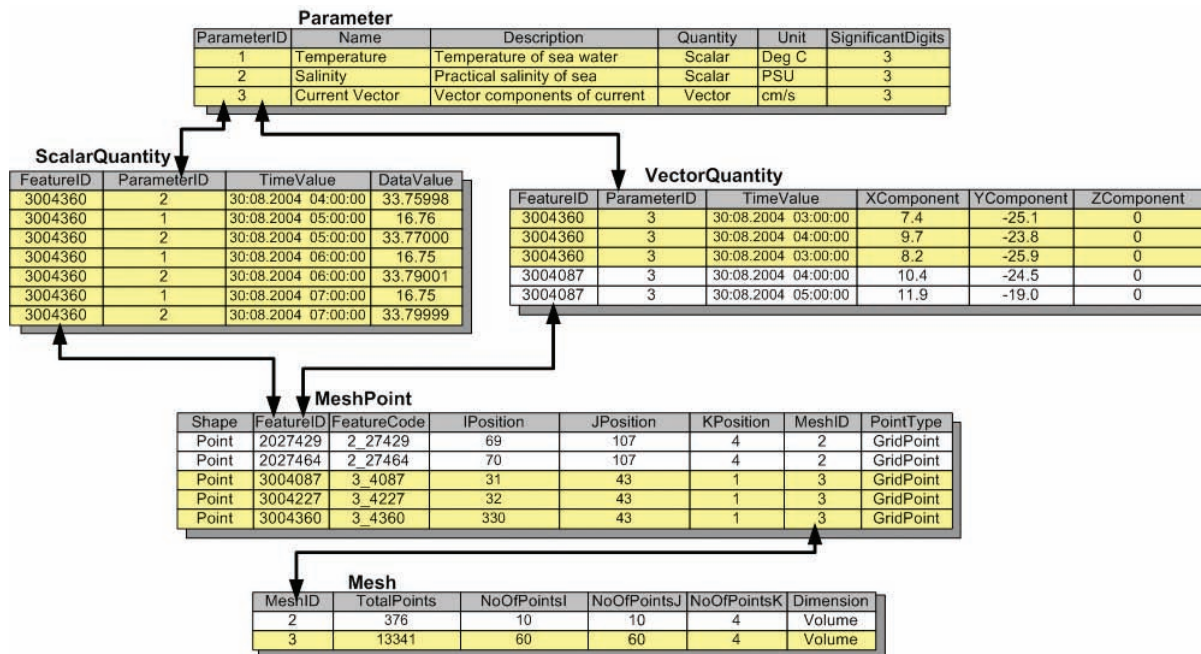 Parameter
ParameterID Name Description Quantity Unit SignificantDigits
1 Temperature Temperature of sea water Scalar Deg C 3
2 Salinity Practical salinity of sea Scalar PSU 3
3 Current Vector Vector components of current Vector cm/s 3
ScalarQuantity
FeatureID ParameterID TimeValue DataValue
3004360 2 30:08.2004 04:00:00 33.75998
3004360 1 30:08.2004 05:00:00 16.76
3004360 2 30:08.2004 05:00:00 33.77000
3004360 1 30:08.2004 06:00:00 16.75
3004360 2 30:08.2004 06:00:00 33.79001
3004360 1 30:08.2004 07:00:00 16.75
3004360 2 30:08.2004 07:00:00 33.79999
VectorQuantity
FeatureID ParameterID TimeValue XComponent YComponent ZComponent
3004360 3 30:08.2004 03:00:00 7.4 -25.1 0
3004360 3 30:08.2004 04:00:00 9.7 -23.8 0
3004360 3 30:08.2004 03:00:00 8.2 -25.9 0
3004087 3 30:08.2004 04:00:00 10.4 -24.5 0
3004087 3 30:08.2004 05:00:00 11.9 -19.0 0
MeshPoint
Shape FeatureID FeatureCode IPosition JPosition KPosition MeshID PointType
Point 2027429 2_27429 69 107 4 2 GridPoint
Point 2027464 2_27464 70 107 4 2 GridPoint
Point 3004087 3_4087 31 43 1 3 GridPoint
Point 3004227 3_4227 32 43 1 3 GridPoint
Point 3004360 3_4360 330 43 1 3 GridPoint
Mesh
MeshID TotalPoints NoOfPointsI NoOfPointsJ NoOfPointsK Dimension
2 376 10 10 4 Volume
3 13341 60 60 4 Volume